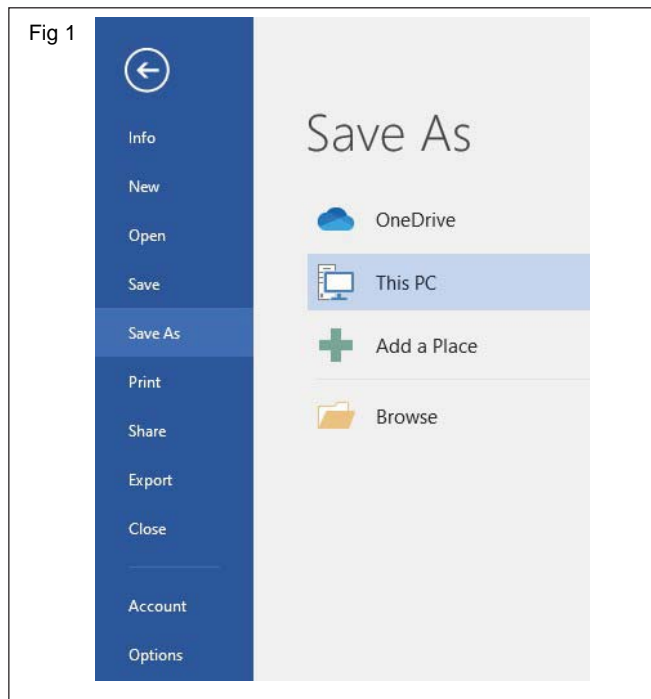 Fig 1
Info
New
Open
Save
Save As
Print
Share
Export
Close
Account
Options
Save As
OneDrive
This PC
Add a Place
Browse